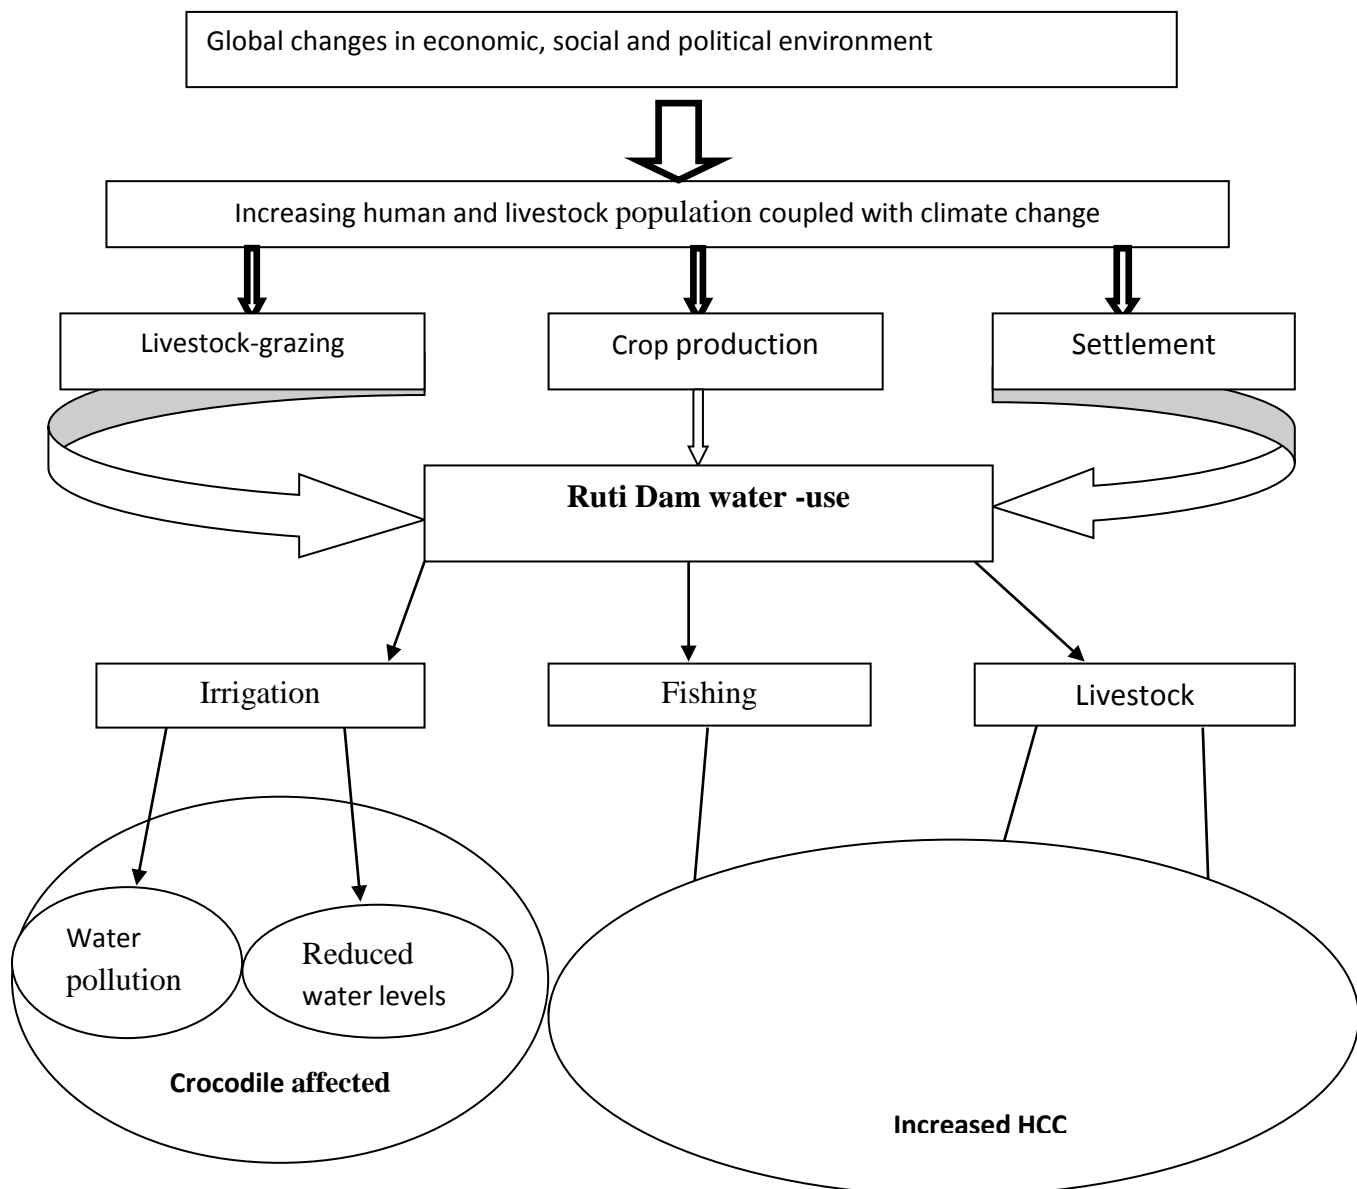 Global changes in economic, social and political environment
Increasing human and livestock population coupled with climate change
Livestock-grazing
Crop production
Settlement
Ruti Dam water -use
Irrigation
Fishing
Livestock
Water
pollution
Reduced
water levels
Crocodile affected
Increased HCC